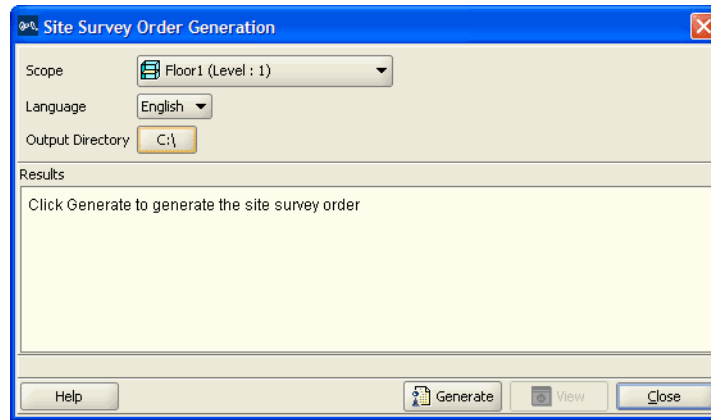 Site Survey Order Generation
Scope Floor1 (Level : 1)
Language English
Output Directory C:\
Results
Click Generate to generate the site survey order
Help Generate View Close